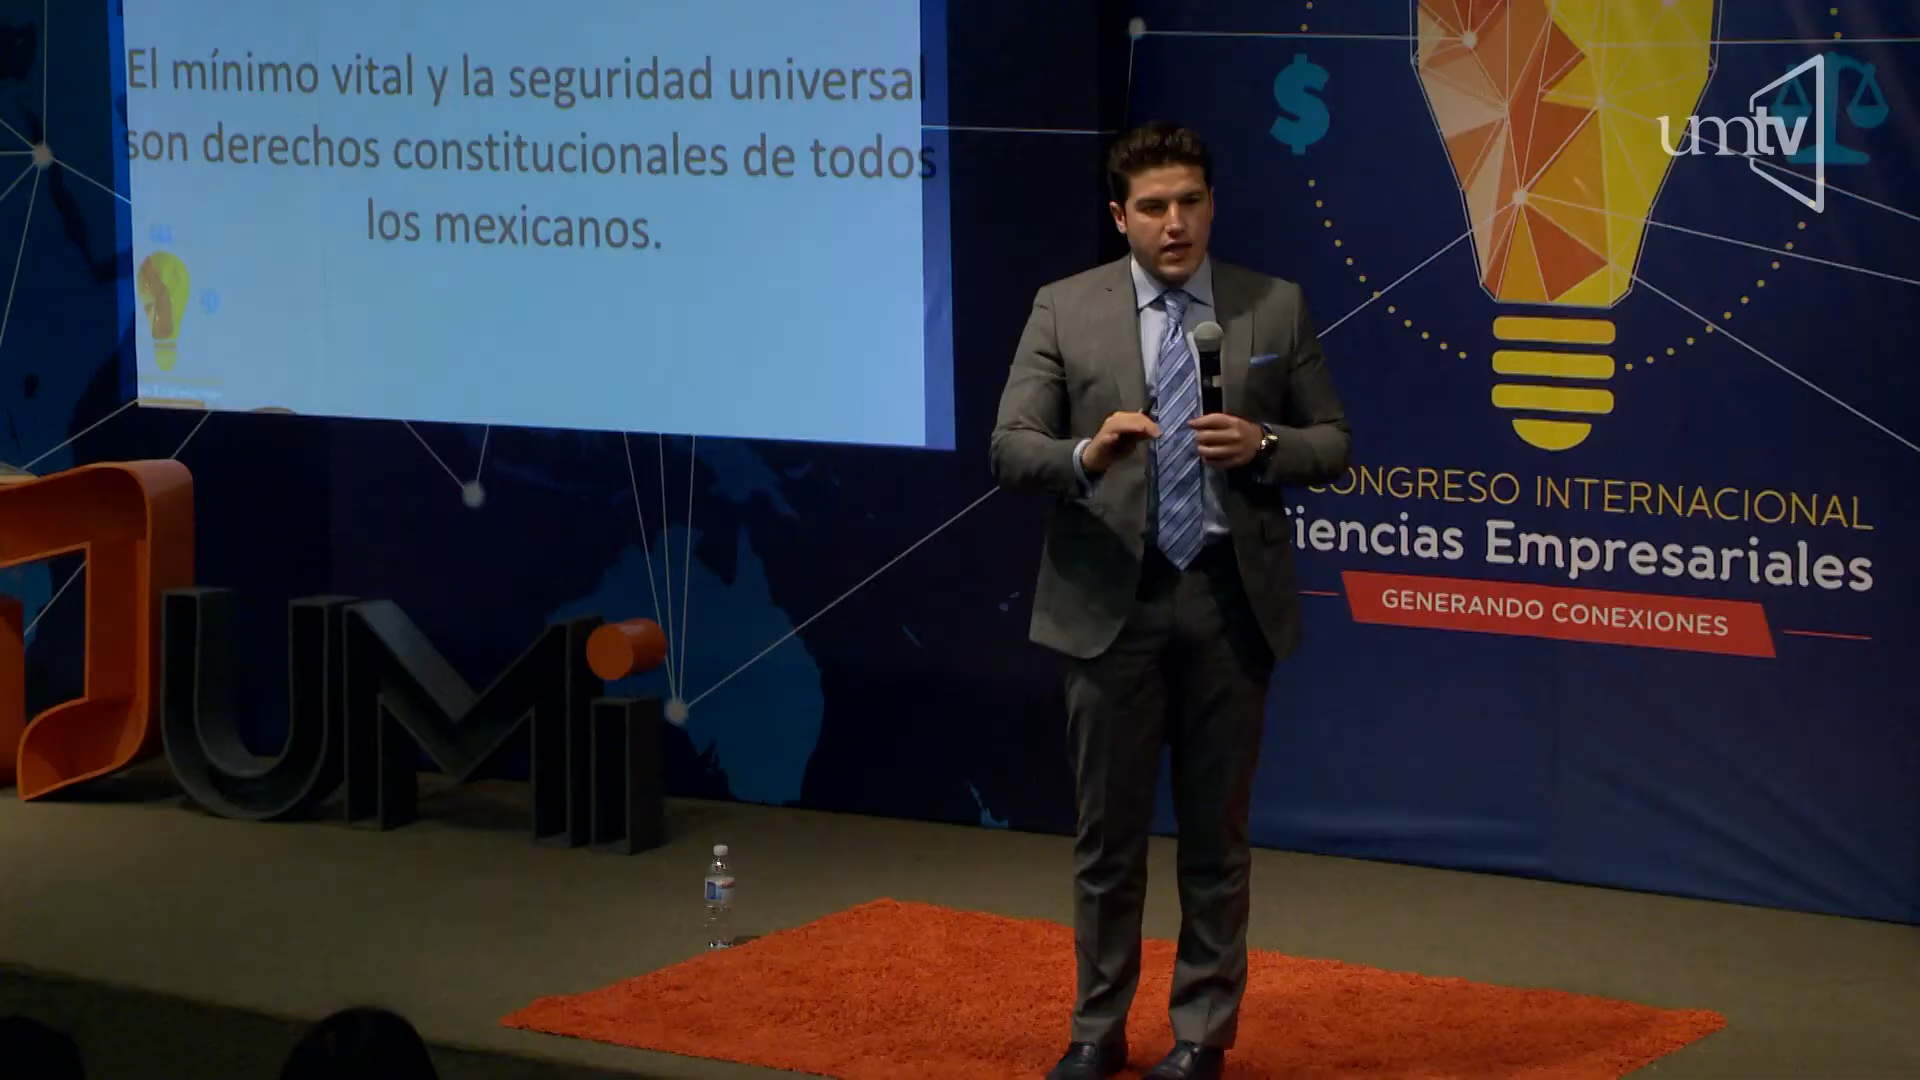 El mínimo vital y la seguridad universal
son derechos constitucionales de todos
los mexicanos.
$
umtv
CONGRESO INTERNACIONAL
Ciencias Empresariales
GENERANDO CONEXIONES
UMi